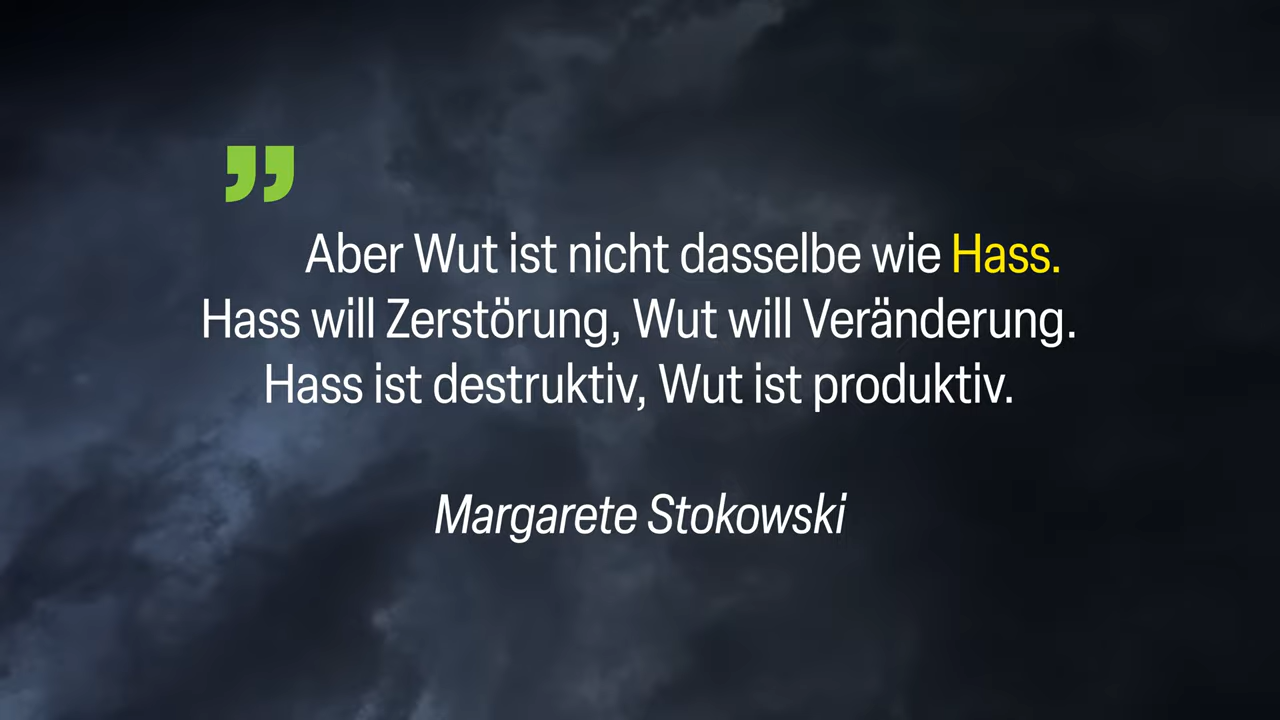 ”
Aber Wut ist nicht dasselbe wie Hass.
Hass will Zerstörung, Wut will Veränderung.
Hass ist destruktiv, Wut ist produktiv.
Margarete Stokowski